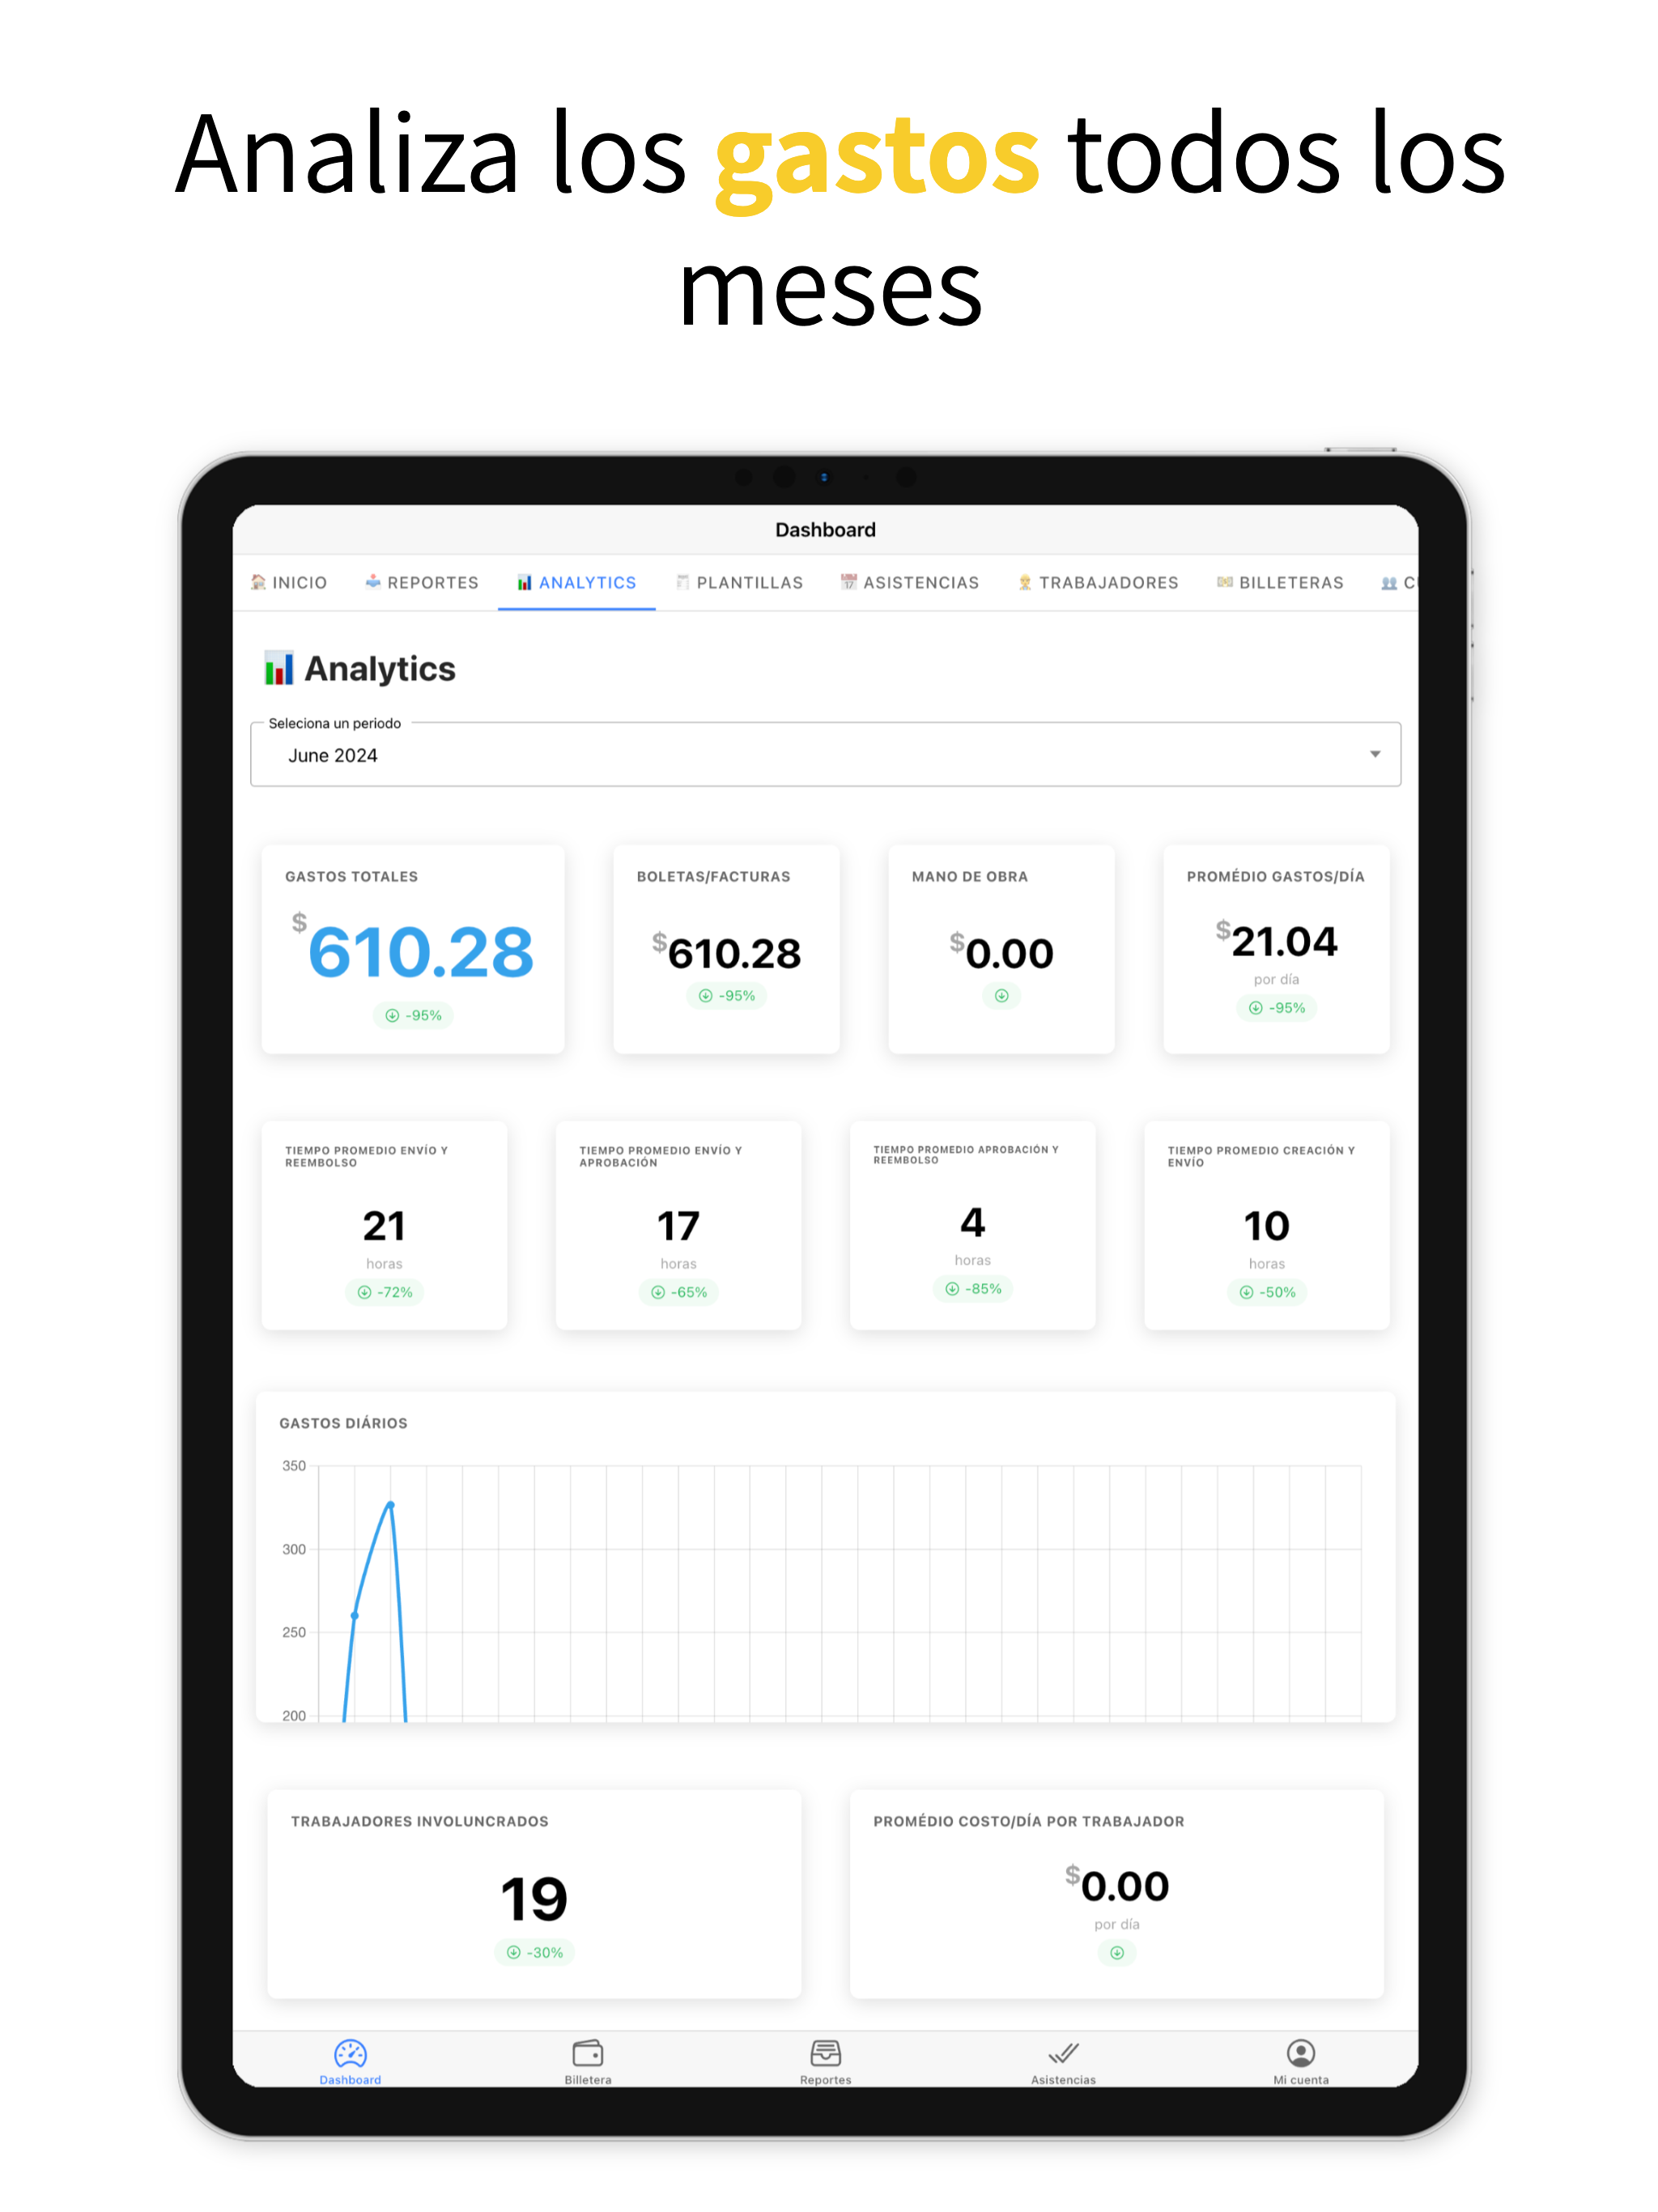 Analiza los gastos todos los
meses
Dashboard
INICIO REPORTES ANALYTICS PLANTILLAS ASISTENCIAS TRABAJADORES BILLETERAS
Analytics
Seleciona un periodo
June 2024
GASTOS TOTALES
$610.28
-95%
BOLETAS/FACTURAS
$610.28
-95%
MANO DE OBRA
$0.00
PROMÉDIO GASTOS/DÍA
$21.04
por día
-95%
TIEMPO PROMEDIO ENVÍO Y
REEMBOLSO
21
horas
-72%
TIEMPO PROMEDIO ENVÍO Y
APROBACIÓN
17
horas
-65%
TIEMPO PROMEDIO APROBACIÓN Y
REEMBOLSO
4
horas
-85%
TIEMPO PROMEDIO CREACIÓN Y
ENVÍO
10
horas
-50%
GASTOS DIÁRIOS
350
300
250
200
TRABAJADORES INVOLUNCRADOS
19
-30%
PROMÉDIO COSTO/DÍA POR TRABAJADOR
$0.00
por día
Dashboard Billetera Reportes Asistencias Mi cuenta